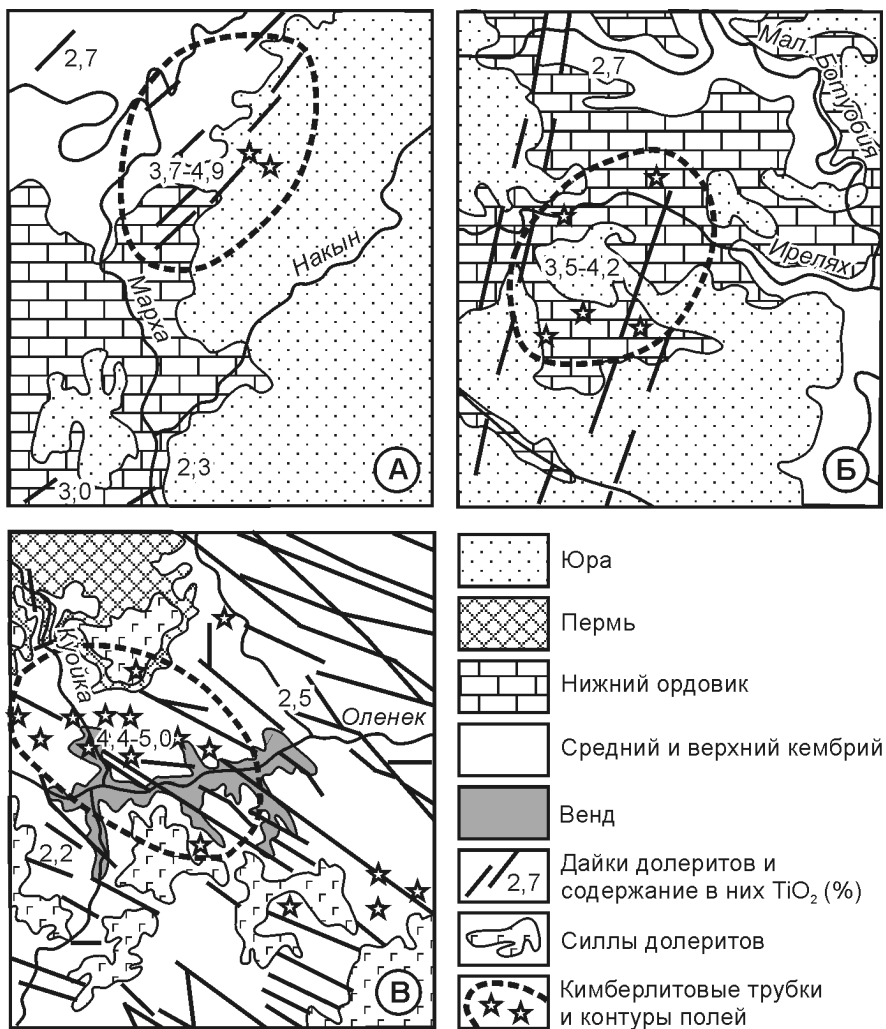 2,7
3,7-4,9
Накын
Марха
2,3
3,0
А
2,7
Мал. Ботуобия
3,5-4,2
Ирелях
Б
Куойка
2,5
Оленек
4,4-5,0
2,2
В
Юра
Пермь
Нижний ордовик
Средний и верхний кембрий
Венд
2,7
Дайки долеритов и
содержание в них TiO₂ (%)
Силлы долеритов
Кимберлитовые трубки
и контуры полей